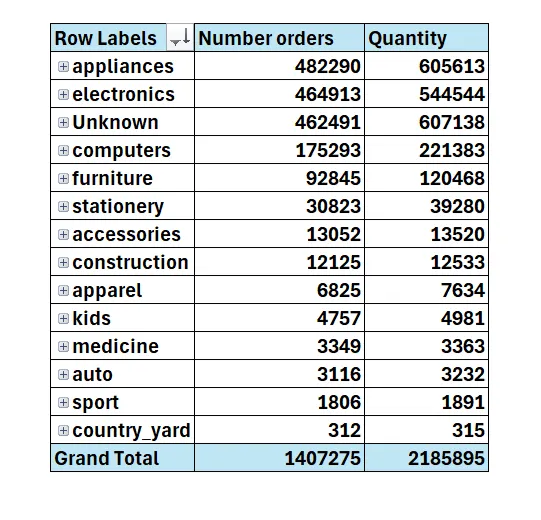 Row Labels Number orders Quantity
appliances 482290 605613
electronics 464913 544544
Unknown 462491 607138
computers 175293 221383
furniture 92845 120468
stationery 30823 39280
accessories 13052 13520
construction 12125 12533
apparel 6825 7634
kids 4757 4981
medicine 3349 3363
auto 3116 3232
sport 1806 1891
country_yard 312 315
Grand Total 1407275 2185895